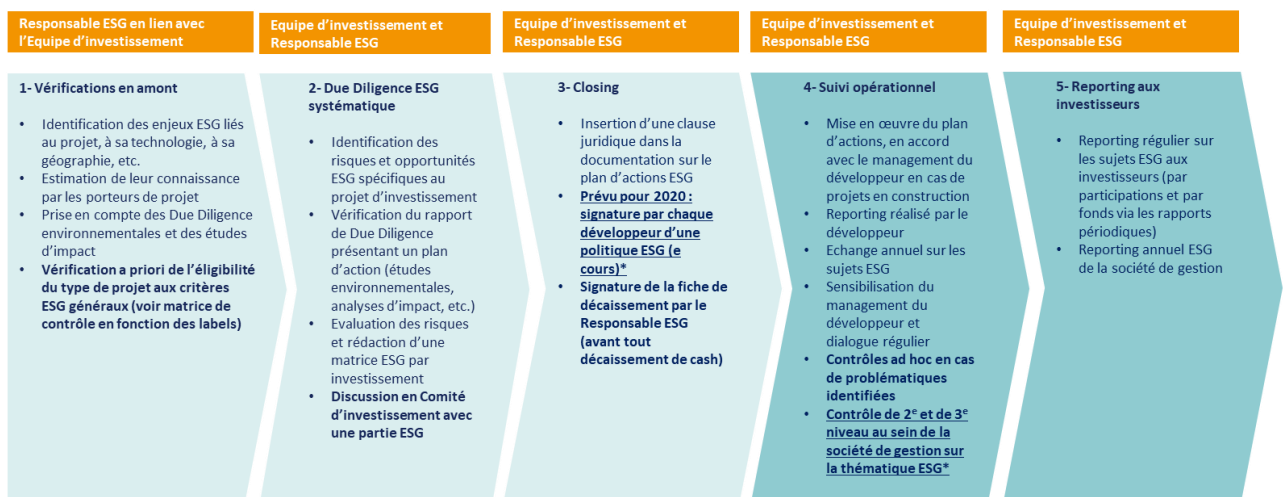 Responsable ESG en lien avec
l'Equipe d'investissement
1- Vérifications en amont
• Identification des enjeux ESG liés
au projet, à sa technologie, à sa
géographie, etc.
• Estimation de leur connaissance
par les porteurs de projet
• Prise en compte des Due Diligence
environnementales et des études
d'impact
• Vérification a priori de l'éligibilité
du type de projet aux critères
ESG généraux (voir matrice de
contrôle en fonction des labels)
Equipe d'investissement et
Responsable ESG
2- Due Diligence ESG
systématique
• Identification des
risques et opportunités
ESG spécifiques au
projet d'investissement
• Vérification du rapport
de Due Diligence
présentant un plan
d'action (études
environnementales,
analyses d'impact, etc.)
• Evaluation des risques
et rédaction d'une
matrice ESG par
investissement
• Discussion en Comité
d'investissement avec
une partie ESG
Equipe d'investissement et
Responsable ESG
3- Closing
• Insertion d'une clause
juridique dans la
documentation sur le
plan d'actions ESG
• Prévu pour 2020 :
signature par chaque
développeur d'une
politique ESG (e
cours)*
• Signature de la fiche de
décaissement par le
Responsable ESG
(avant tout
décaissement de cash)
Equipe d'investissement et
Responsable ESG
4- Suivi opérationnel
• Mise en œuvre du plan
d'actions, en accord
avec le management du
développeur en cas de
projets en construction
• Reporting réalisé par le
développeur
• Echange annuel sur les
sujets ESG
• Sensibilisation du
management du
développeur et
dialogue régulier
• Contrôles ad hoc en cas
de problématiques
identifiées
• Contrôle de 2e et de 3e
niveau au sein de la
société de gestion sur
la thématique ESG*
Equipe d'investissement et
Responsable ESG
5- Reporting aux
investisseurs
• Reporting régulier sur
les sujets ESG aux
investisseurs (par
participations et par
fonds via les rapports
périodiques)
• Reporting annuel ESG
de la société de gestion